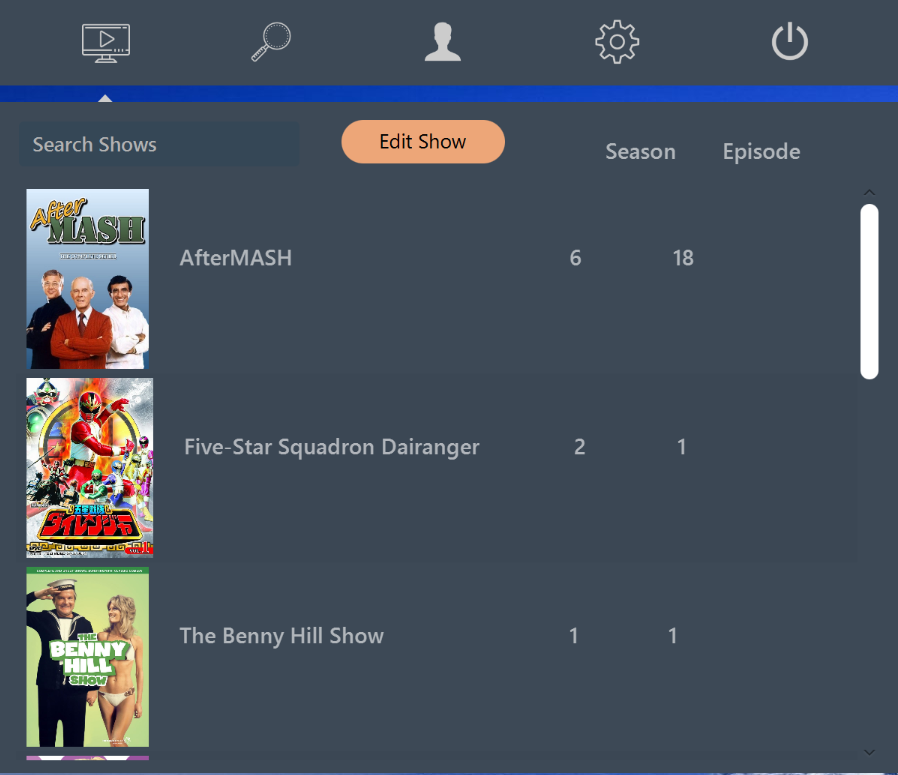 Search Shows
Edit Show
Season
Episode
After
MASH
AfterMASH
6
18
五星戦隊
ダイレンジャー
VOL.1
Five-Star Squadron Dairanger
2
1
THE
BENNY
HILL
SHOW
The Benny Hill Show
1
1